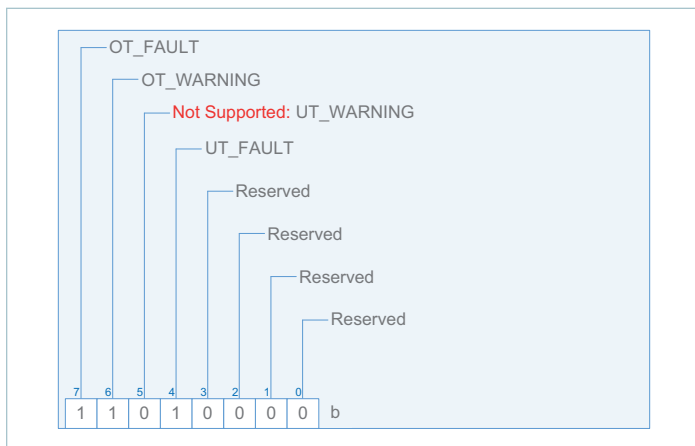 OT_FAULT
OT_WARNING
Not Supported: UT_WARNING
UT_FAULT
Reserved
Reserved
Reserved
Reserved
7 6 5 4 3 2 1 0
1 1 0 1 0 0 0 0 b